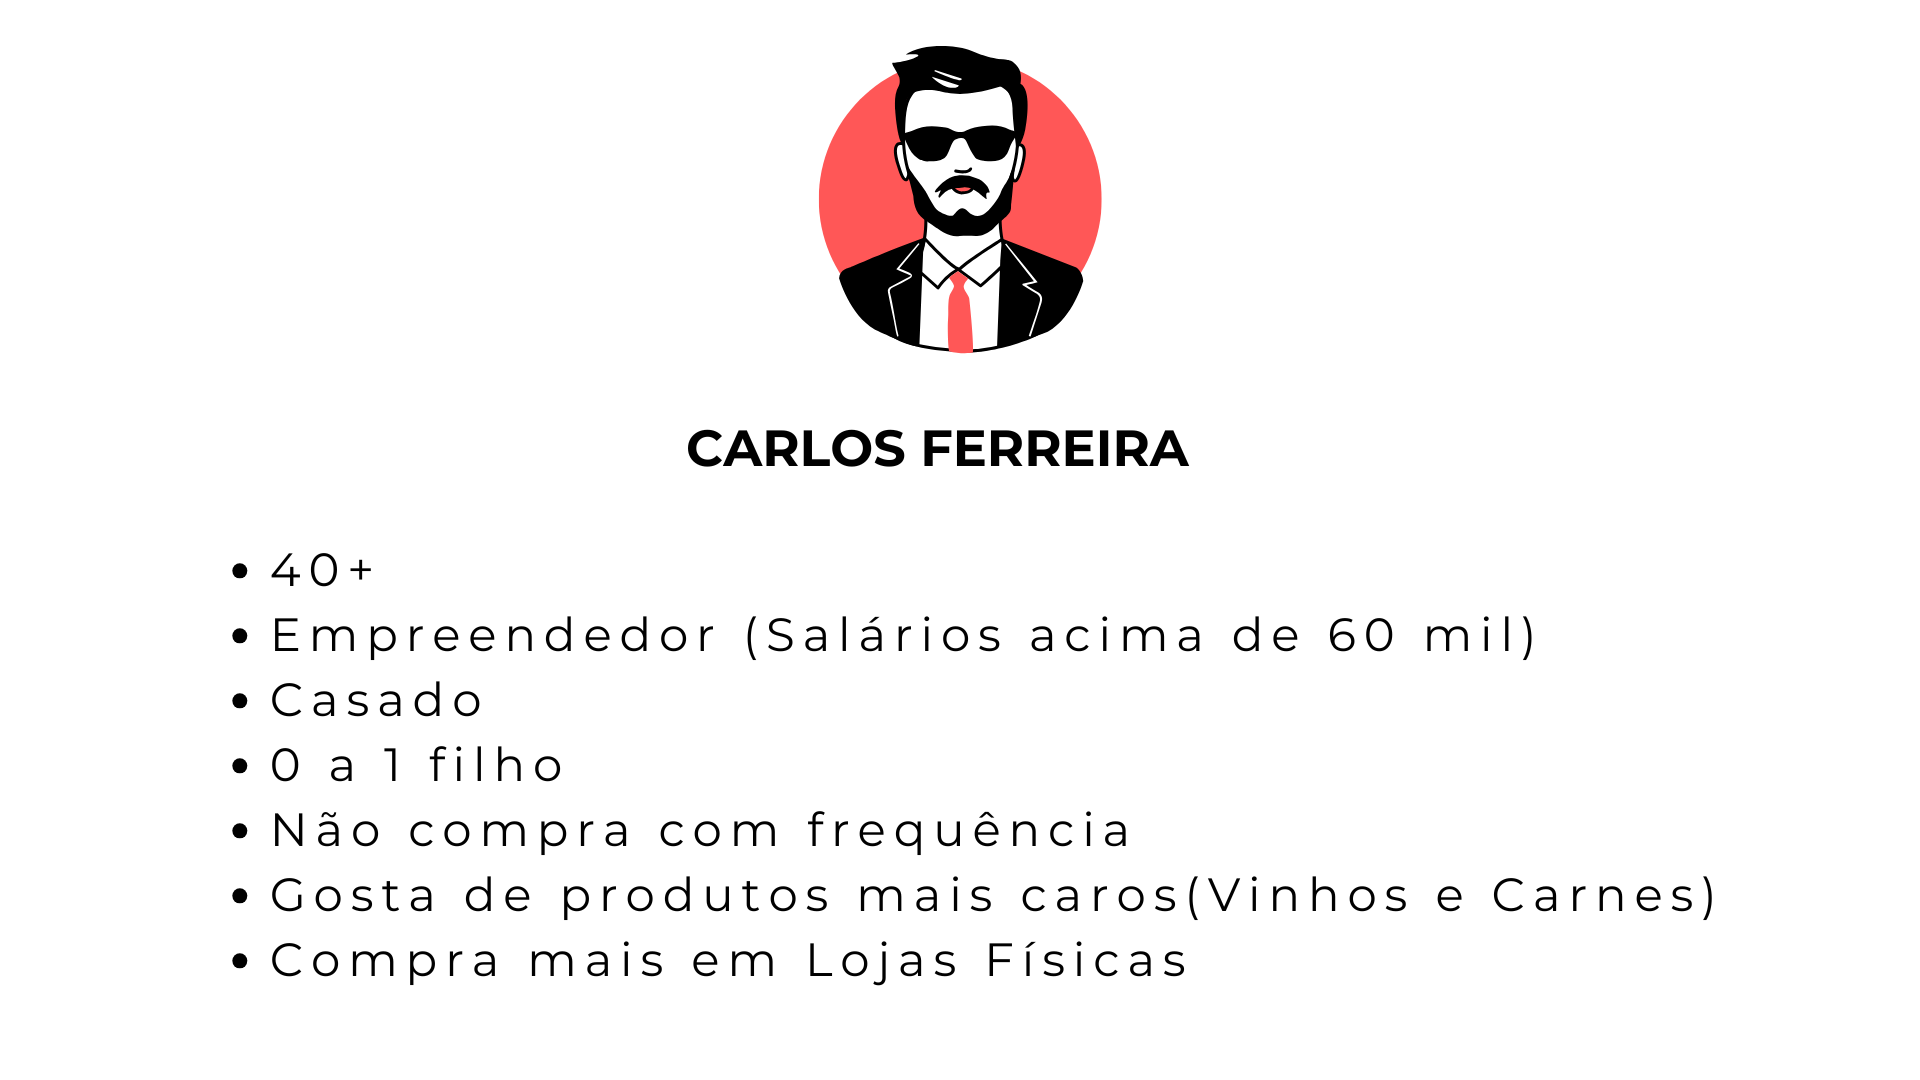 CARLOS FERREIRA
• 40+
• Empreendedor (Salários acima de 60 mil)
• Casado
• 0 a 1 filho
• Não compra com frequência
• Gosta de produtos mais caros(Vinhos e Carnes)
• Compra mais em Lojas Físicas